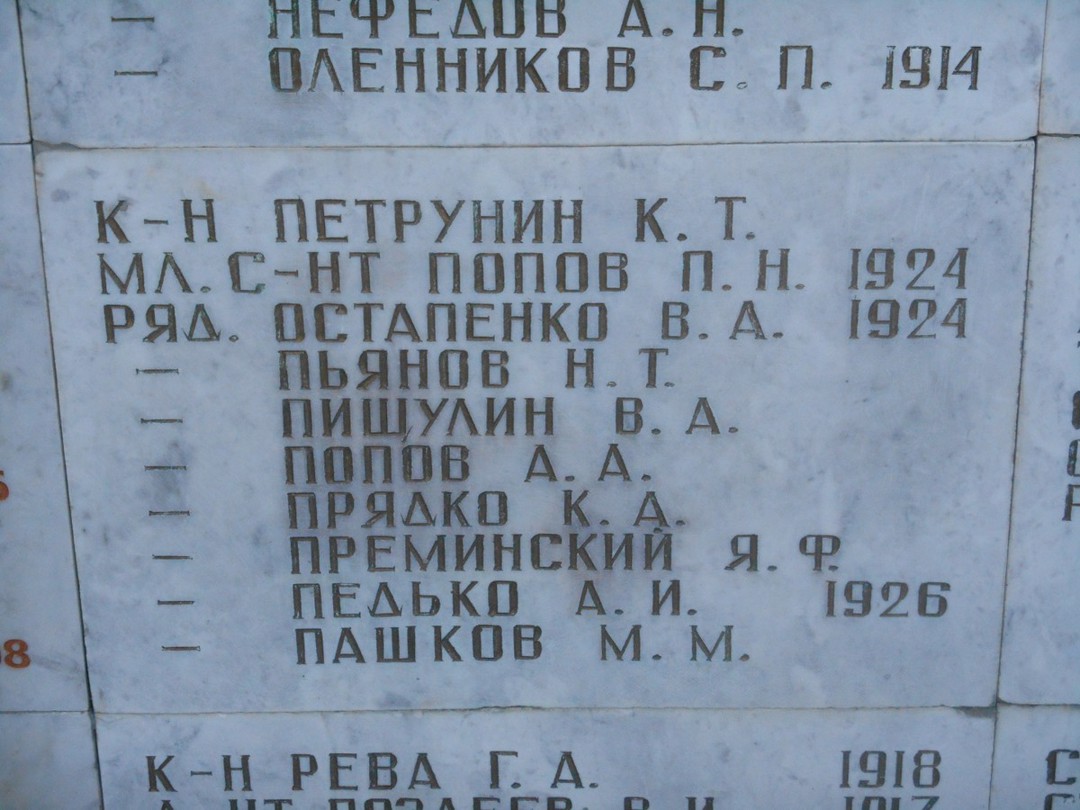 — НЕФЕДОВ А. Н.
— ОЛЕННИКОВ С. П. 1914
К-Н ПЕТРУНИН К. Т.
МЛ. С-НТ ПОПОВ П. Н. 1924
РЯД. ОСТАПЕНКО В. А. 1924
— ПЬЯНОВ Н. Т.
— ПИЩУЛИН В. А.
— ПОПОВ А. А.
— ПРЯДКО К. А.
— ПРЕМИНСКИЙ Я. Ф.
— ПЕДЬКО А. И. 1926
— ПАШКОВ М. М.
К-Н РЕВА Г. А. 1918